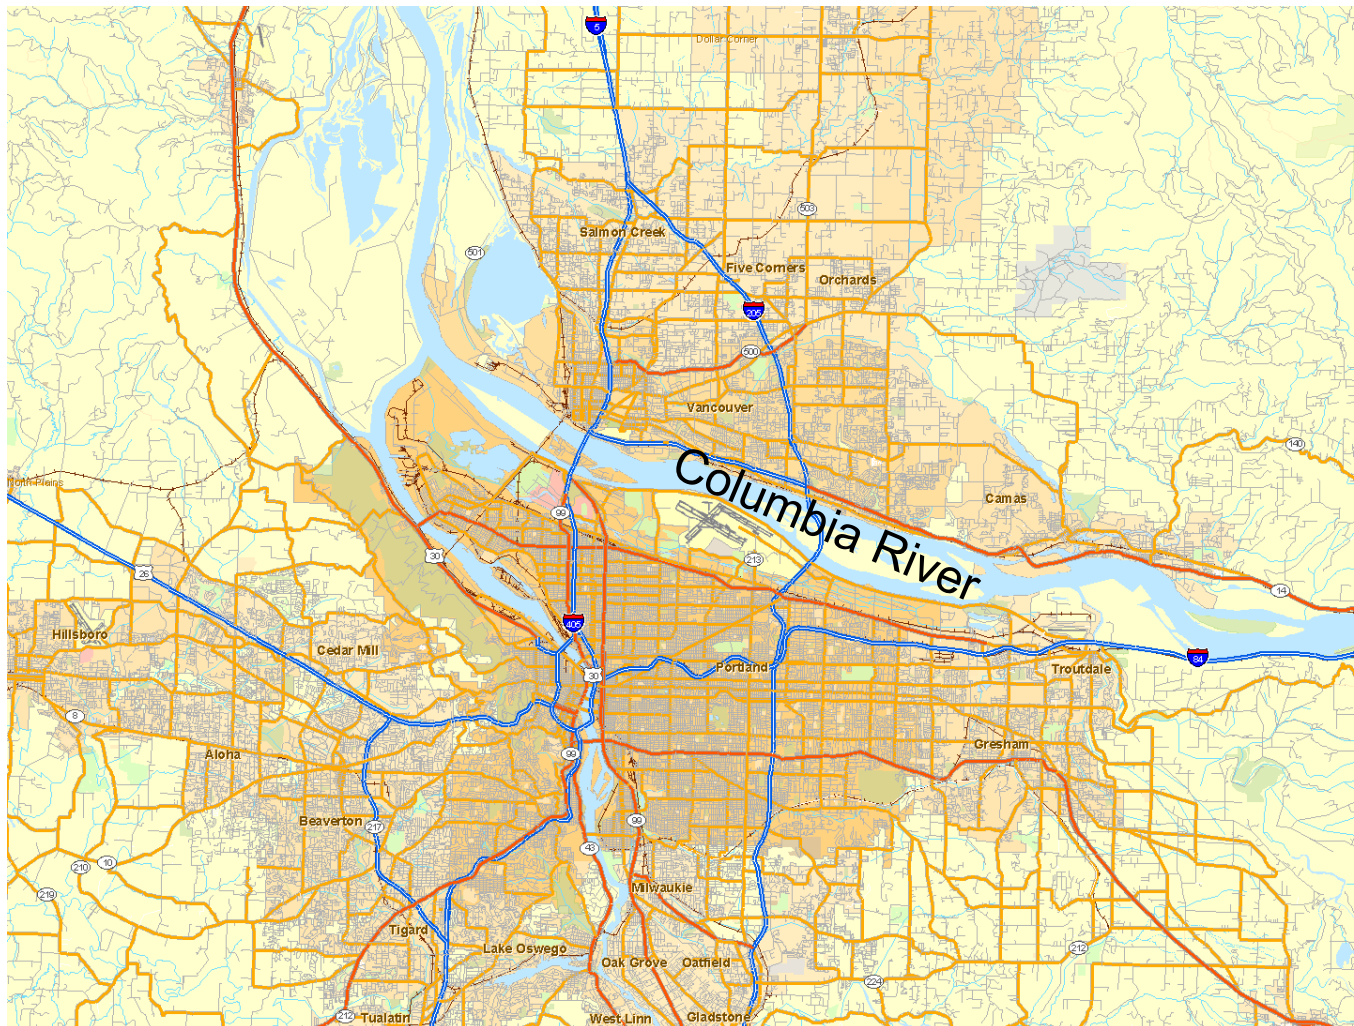 5
Dollar Corner
503
Salmon Creek
501
Five Corners
Orchards
205
500
Vancouver
140
Columbia River
North Plains
Camas
99
30
213
26
14
405
Hillsboro
Cedar Mill
84
30
Portland
Troutdale
8
99
Aloha
Gresham
Beaverton
217
99
43
210
10
219
Milwaukie
Tigard
Lake Oswego
212
Oak Grove
Oatfield
224
212
Tualatin
West Linn
Gladstone